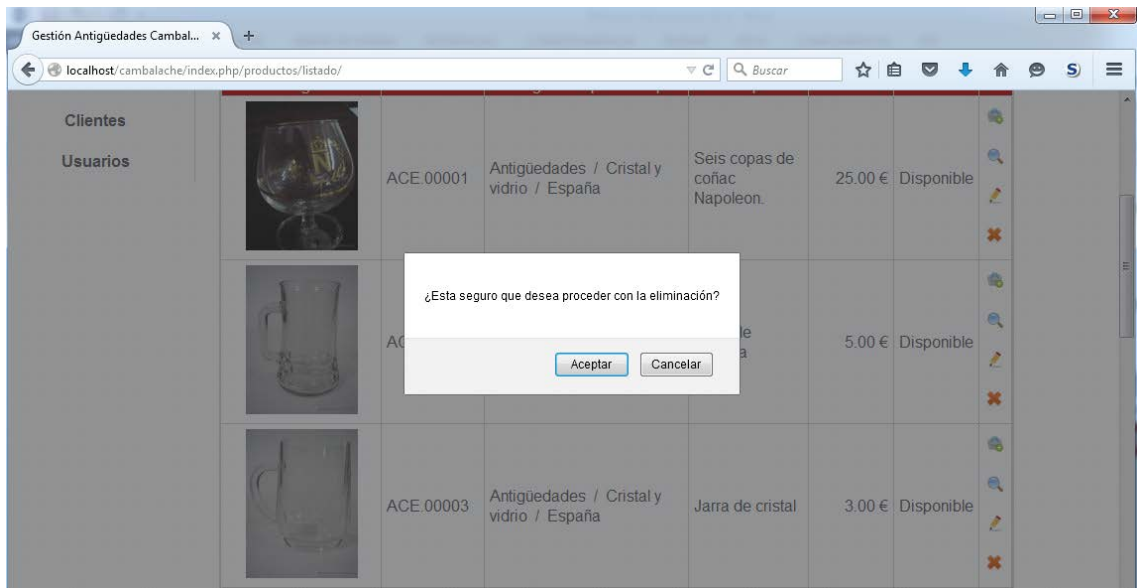 Gestión Antigüedades Cambal...
localhost/cambalache/index.php/productos/listado/
Buscar
Clientes
Usuarios
ACE.00001
Antigüedades / Cristal y
vidrio / España
Seis copas de
coñac
Napoleon.
25.00 €
Disponible
¿Esta seguro que desea proceder con la eliminación?
Aceptar
Cancelar
5.00 €
Disponible
ACE.00003
Antigüedades / Cristal y
vidrio / España
Jarra de cristal
3.00 €
Disponible